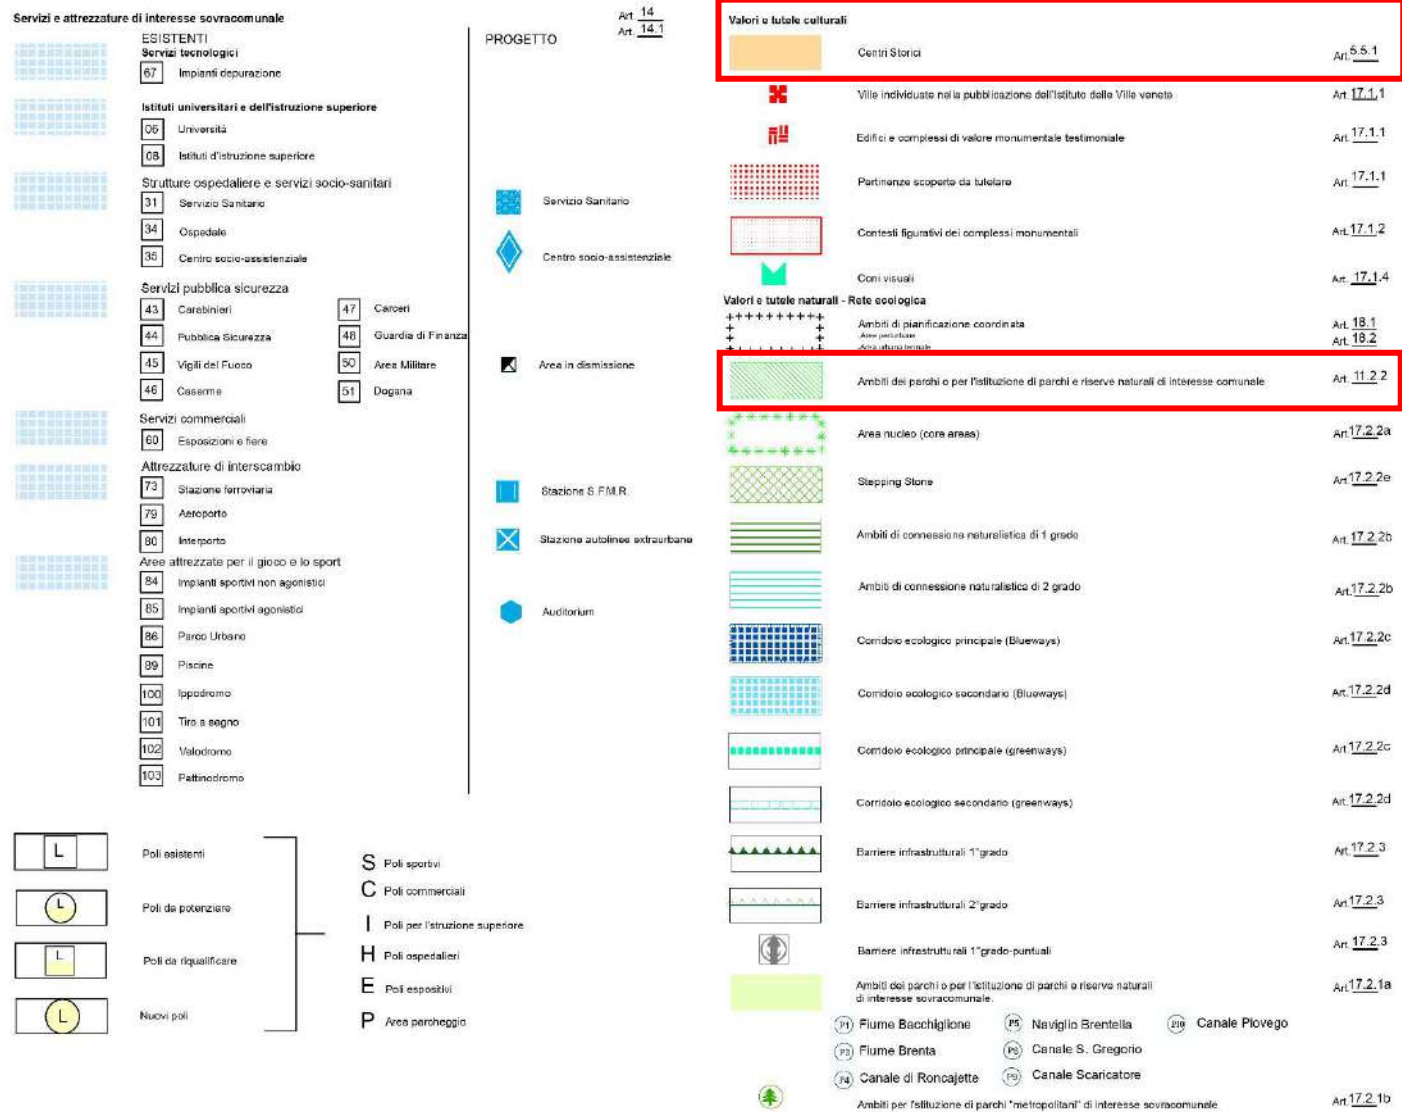 Servizi e attrezzature di interesse sovracomunale
Art. 14
Art. 14.1
ESISTENTI
PROGETTO
Servizi tecnologici
67 Impianti depurazione
Istituti universitari e dell'istruzione superiore
06 Università
08 Istituti d'istruzione superiore
Strutture ospedaliere e servizi socio-sanitari
31 Servizio Sanitario
Servizio Sanitario
34 Ospedale
35 Centro socio-assistenziale
Centro socio-assistenziale
Servizi pubblica sicurezza
43 Carabinieri
47 Carceri
44 Pubblica Sicurezza
48 Guardia di Finanza
45 Vigili del Fuoco
50 Area Militare
Area in dismissione
46 Caserme
51 Dogana
Servizi commerciali
60 Esposizioni e fiere
Attrezzature di interscambio
73 Stazione ferroviaria
Stazione S.F.M.R.
79 Aeroporto
80 Interporto
Stazione autolinee extraurbane
Aree attrezzate per il gioco e lo sport
84 Impianti sportivi non agonistici
85 Impianti sportivi agonistici
Auditorium
86 Parco Urbano
89 Piscine
100 Ippodromo
101 Tiro a segno
102 Velodromo
103 Pattinodromo
L Poli esistenti
L Poli da potenziare
L Poli da riqualificare
L Nuovi poli
S Poli sportivi
C Poli commerciali
I Poli per l'struzione superiore
H Poli ospedalieri
E Poli espositivi
P Area parcheggio
Valori e tutele culturali
Centri Storici Art. 5.5.1
Ville individuate nella pubblicazione dell'Istituto delle Ville venete Art. 17.1.1
Edifici e complessi di valore monumentale testimoniale Art. 17.1.1
Pertinenze scoperte da tutelare Art. 17.1.1
Contesti figurativi dei complessi monumentali Art. 17.1.2
Coni visuali Art. 17.1.4
Valori e tutele naturali - Rete ecologica
Ambiti di pianificazione coordinata Art. 18.1
-Aree periurbane Art. 18.2
-Area urbana termale
Ambiti dei parchi o per l'istituzione di parchi e riserve naturali di interesse comunale Art. 11.2.2
Area nucleo (core areas) Art. 17.2.2a
Stepping Stone Art. 17.2.2e
Ambiti di connessione naturalistica di 1 grado Art. 17.2.2b
Ambiti di connessione naturalistica di 2 grado Art. 17.2.2b
Corridoio ecologico principale (Blueways) Art. 17.2.2c
Corridoio ecologico secondario (Blueways) Art. 17.2.2d
Corridoio ecologico principale (greenways) Art. 17.2.2c
Corridoio ecologico secondario (greenways) Art. 17.2.2d
Barriere infrastrutturali 1°grado Art. 17.2.3
Barriere infrastrutturali 2°grado Art. 17.2.3
Barriere infrastrutturali 1°grado-puntuali Art. 17.2.3
Ambiti dei parchi o per l'istituzione di parchi e riserve naturali Art. 17.2.1a
di interesse sovracomunale.
P1 Fiume Bacchiglione
P5 Naviglio Brentella
P10 Canale Piovego
Fiume Brenta
Canale S. Gregorio
P4 Canale di Roncajette
P9 Canale Scaricatore
Ambiti per l'istituzione di parchi "metropolitani" di interesse sovracomunale Art. 17.2.1b